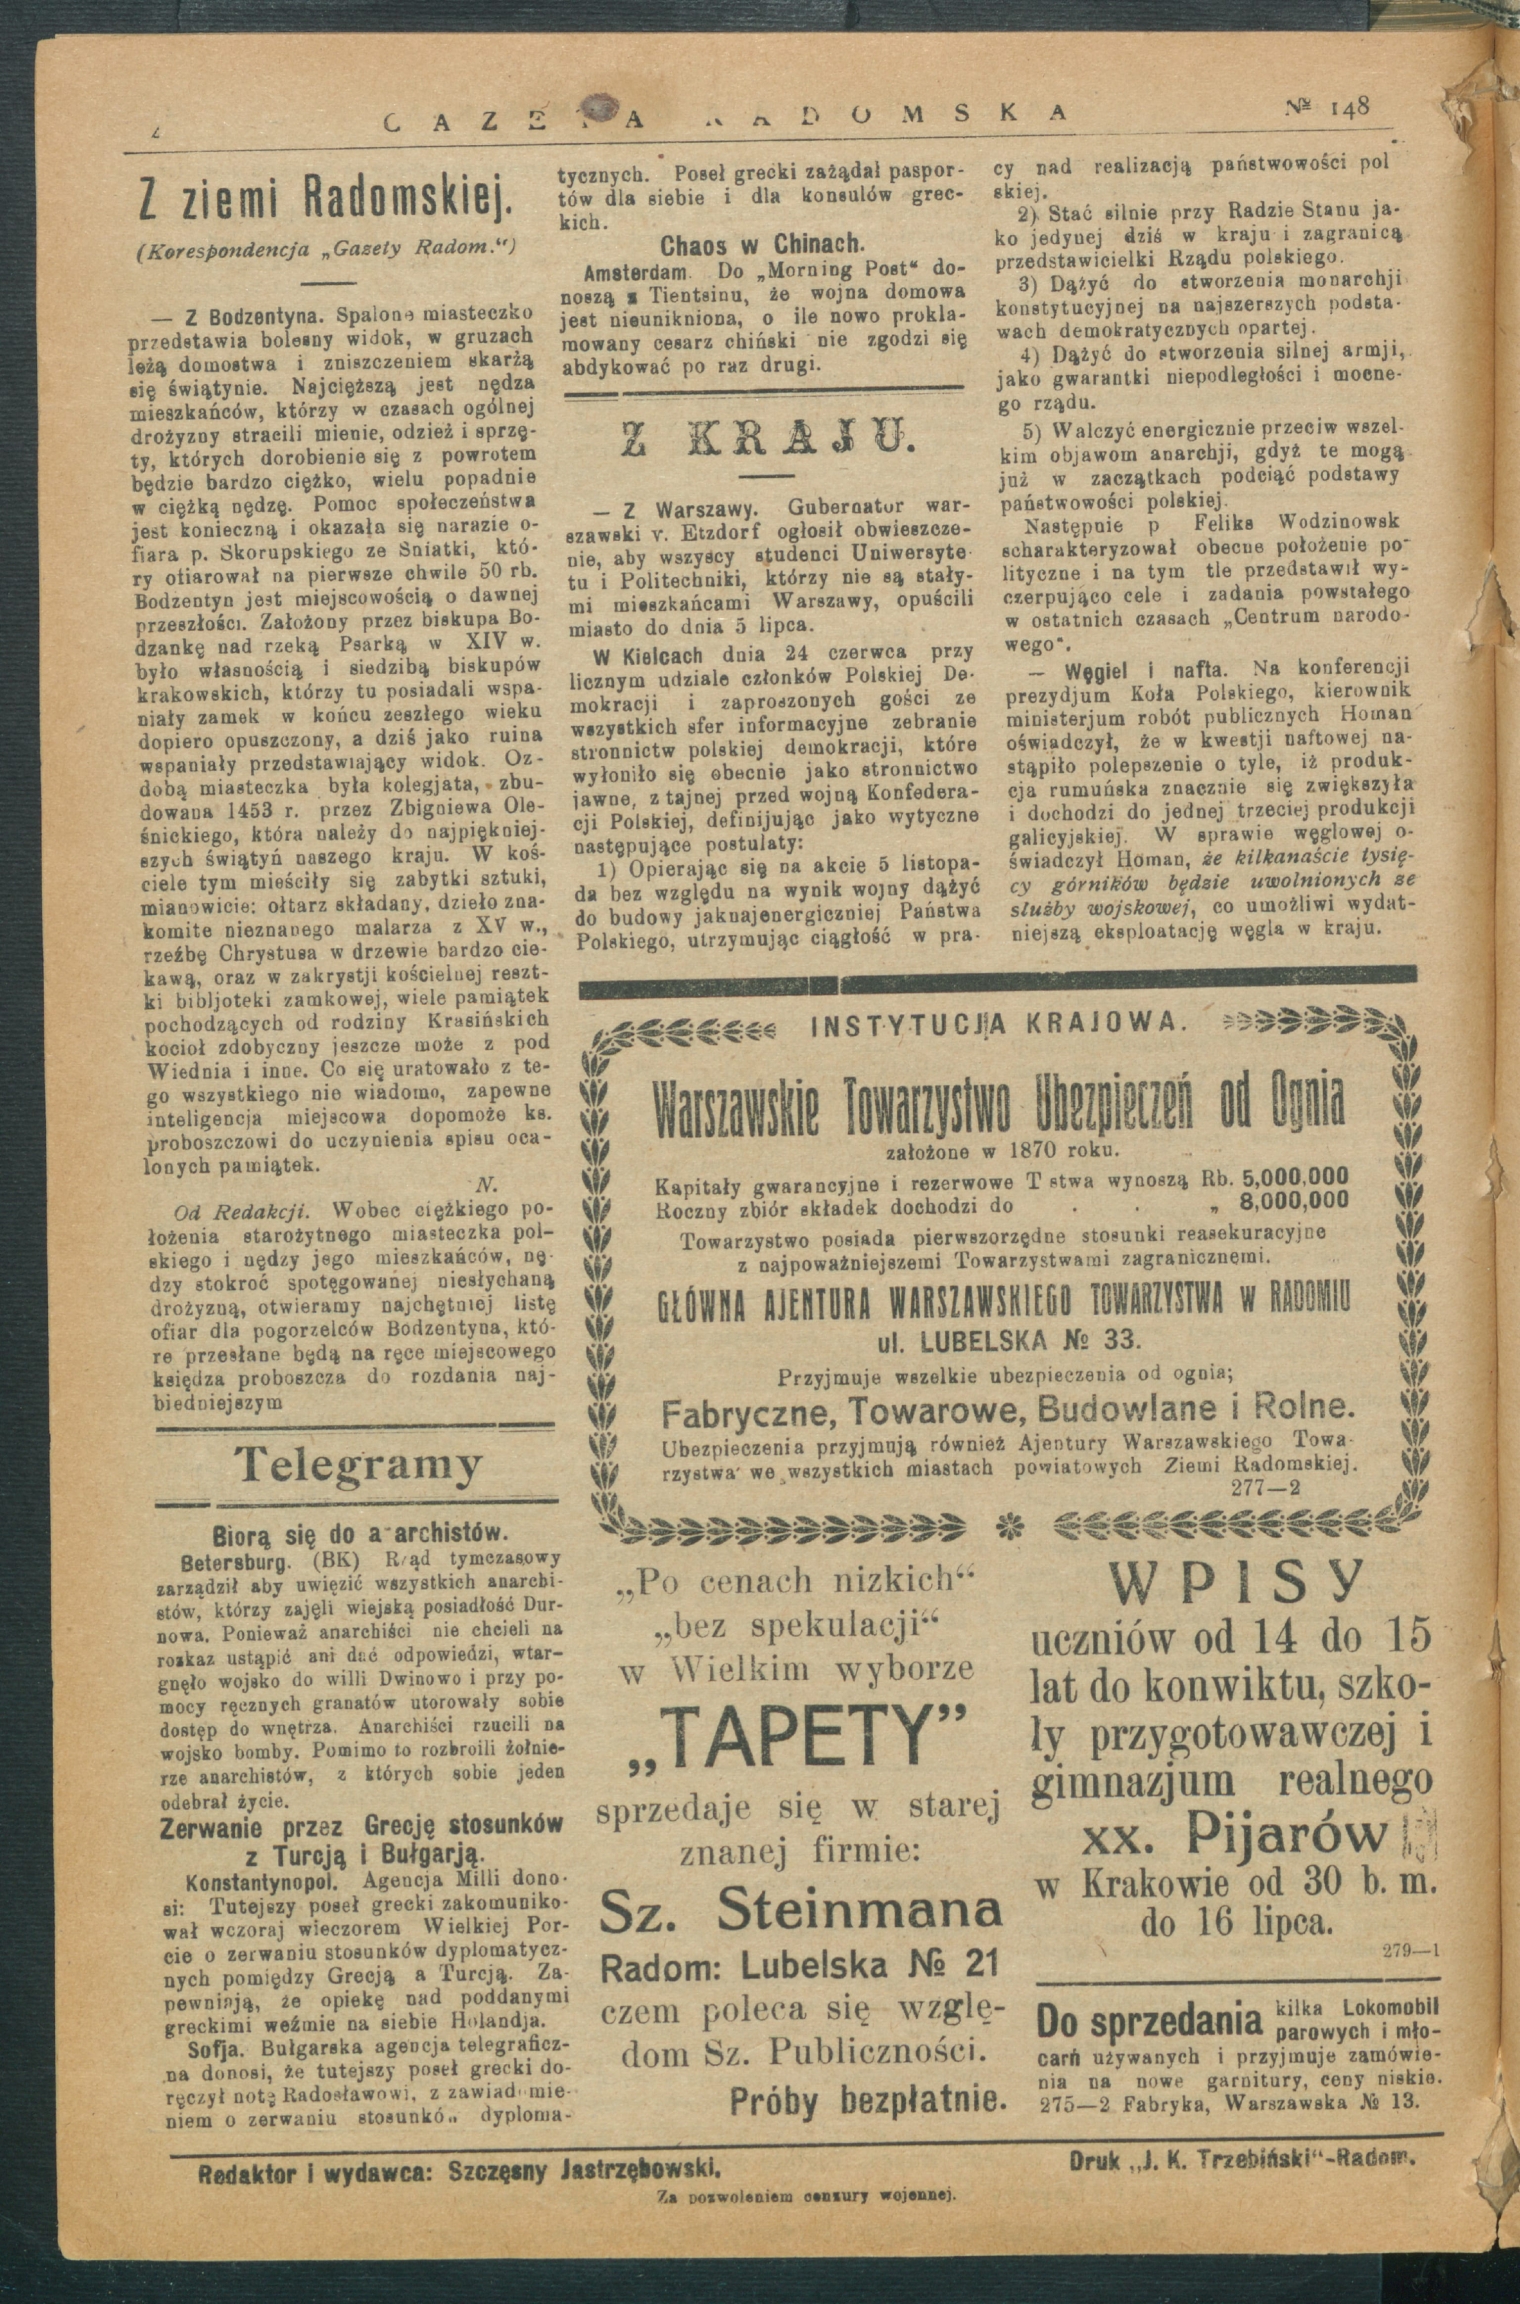 GAZETA RADOMSKA
№ 148
Z ziemi Radomskiej.
(Korespondencja „Gazety Radom.“)
— Z Bodzentyna. Spalone miasteczko
przedstawia bolesny widok, w gruzach
leżą domostwa i zniszczeniem skarżą
się świątynie. Najcięższą jest nędza
mieszkańców, którzy w czasach ogólnej
drożyzny stracili mienie, odzież i sprzę-
ty, których dorobienie się z powrotem
będzie bardzo ciężko, wielu popadnie
w ciężką nędzę. Pomoc społeczeństwa
jest konieczną i okazała się narazie o-
fiara p. Skorupskiego ze Sniatki, któ-
ry ofiarował na pierwsze chwile 50 rb.
Bodzentyn jest miejscowością o dawnej
przeszłości. Założony przez biskupa Bo-
dzankę nad rzeką Psarką w XIV w.
było własnością i siedzibą biskupów
krakowskich, którzy tu posiadali wspa-
niały zamek w końcu zeszłego wieku
dopiero opuszczony, a dziś jako ruina
wspaniały przedstawiający widok. Oz-
dobą miasteczka była kolegjata, zbu-
dowana 1453 r. przez Zbigniewa Ole-
śnickiego, która należy do najpiękniej-
szych świątyń naszego kraju. W koś-
ciele tym mieściły się zabytki sztuki,
mianowicie: ołtarz składany, dzieło zna-
komite nieznanego malarza z XV w.,
rzeźbę Chrystusa w drzewie bardzo cie-
kawą, oraz w zakrystji kościelnej reszt-
ki bibljoteki zamkowej, wiele pamiątek
pochodzących od rodziny Krasińskich
kocioł zdobyczny jeszcze może z pod
Wiednia i inne. Co się uratowało z te-
go wszystkiego nie wiadomo, zapewne
inteligencja miejscowa dopomoże ks.
proboszczowi do uczynienia spisu oca-
lonych pamiątek.
N.
Od Redakcji. Wobec ciężkiego po-
łożenia starożytnego miasteczka pol-
skiego i nędzy jego mieszkańców, nę-
dzy stokroć spotęgowanej niesłychaną
drożyzną, otwieramy najchętniej listę
ofiar dla pogorzelców Bodzentyna, któ-
re przesłane będą na ręce miejscowego
księdza proboszcza do rozdania naj-
biedniejszym
Telegramy
Biorą się do a archistów.
Betersburg. (BK) Rząd tymczasowy
zarządził aby uwięzić wszystkich anarchi-
stów, którzy zajęli wiejską posiadłość Dur-
nowa. Ponieważ anarchiści nie chcieli na
rozkaz ustąpić ani dać odpowiedzi, wtar-
gnęło wojsko do willi Dwinowo i przy po-
mocy ręcznych granatów utorowały sobie
dostęp do wnętrza. Anarchiści rzucili na
wojsko bomby. Pomimo to rozbroili żołnie-
rze anarchistów, z których sobie jeden
odebrał życie.
Zerwanie przez Grecję stosunków
z Turcją i Bułgarją.
Konstantynopol. Agencja Milli dono-
si: Tutejszy poseł grecki zakomuniko-
wał wczoraj wieczorem Wielkiej Por-
cie o zerwaniu stosunków dyplomatycz-
nych pomiędzy Grecją a Turcją. Za-
pewniają, że opiekę nad poddanymi
greckimi weźmie na siebie Holandja.
Sofja. Bułgarska agencja telegraficz-
na donosi, że tutejszy poseł grecki do-
ręczył notę Radosławowi, z zawiadomie-
niem o zerwaniu stosunków dyploma-
tycznych. Poseł grecki zażądał paspor-
tów dla siebie i dla konsulów grec-
kich.
Chaos w Chinach.
Amsterdam. Do „Morning Post“ do-
noszą z Tientsinu, że wojna domowa
jest nieunikniona, o ile nowo prokla-
mowany cesarz chiński nie zgodzi się
abdykować po raz drugi.
Z KRAJU.
— Z Warszawy. Gubernator war-
szawski v. Etzdorf ogłosił obwieszcze-
nie, aby wszyscy studenci Uniwersyte-
tu i Politechniki, którzy nie są stały-
mi mieszkańcami Warszawy, opuścili
miasto do dnia 5 lipca.
W Kielcach dnia 24 czerwca przy
licznym udziale członków Polskiej De-
mokracji i zaproszonych gości ze
wszystkich sfer informacyjne zebranie
stronnictw polskiej demokracji, które
wyłoniło się obecnie jako stronnictwo
jawne, z tajnej przed wojną Konfedera-
cji Polskiej, definijując jako wytyczne
następujące postulaty:
1) Opierając się na akcie 5 listopa-
da bez względu na wynik wojny dążyć
do budowy jaknajenergiczniej Państwa
Polskiego, utrzymując ciągłość w pra-
cy nad realizacją państwowości pol
skiej.
2) Stać silnie przy Radzie Stanu ja-
ko jedynej dziś w kraju i zagranicą
przedstawicielki Rządu polskiego.
3) Dążyć do stworzenia monarchji
konstytucyjnej na najszerszych podsta-
wach demokratycznych opartej.
4) Dążyć do stworzenia silnej armji,
jako gwarantki niepodległości i mocne-
go rządu.
5) Walczyć energicznie przeciw wszel-
kim objawom anarchji, gdyż te mogą
już w zaczątkach podciąć podstawy
państwowości polskiej.
Następnie p Feliks Wodzinowsk
scharakteryzował obecne położenie po-
lityczne i na tym tle przedstawił wy-
czerpująco cele i zadania powstałego
w ostatnich czasach „Centrum narodo-
wego“.
— Węgiel i nafta. Na konferencji
prezydjum Koła Polskiego, kierownik
ministerjum robót publicznych Homan
oświadczył, że w kwestji naftowej na-
stąpiło polepszenie o tyle, iż produk-
cja rumuńska znacznie się zwiększyła
i dochodzi do jednej trzeciej produkcji
galicyjskiej. W sprawie węglowej o-
świadczył Homan, że kilkanaście tysię-
cy górników będzie uwolnionych ze
służby wojskowej, co umożliwi wydat-
niejszą eksploatację węgla w kraju.
INSTYTUCJA KRAJOWA.
Warszawskie Towarzystwo Ubezpieczeń od Ognia
założone w 1870 roku.
Kapitały gwarancyjne i rezerwowe T stwa wynoszą Rb. 5,000,000
Roczny zbiór składek dochodzi do . . „ 8,000,000
Towarzystwo posiada pierwszorzędne stosunki reasekuracyjne
z najpoważniejszemi Towarzystwami zagranicznemi.
GŁÓWNA AJENTURA WARSZAWSKIEGO TOWARZYSTWA W RADOMIU
ul. LUBELSKA № 33.
Przyjmuje wszelkie ubezpieczenia od ognia;
Fabryczne, Towarowe, Budowlane i Rolne.
Ubezpieczenia przyjmują również Ajentury Warszawskiego Towa-
rzystwa we wszystkich miastach powiatowych Ziemi Radomskiej.
277—2
„Po cenach nizkich“
„bez spekulacji“
w Wielkim wyborze
„TAPETY”
sprzedaje się w starej
znanej firmie:
Sz. Steinmana
Radom: Lubelska № 21
czem poleca się wzglę-
dom Sz. Publiczności.
Próby bezpłatnie.
WPISY
uczniów od 14 do 15
lat do konwiktu, szko-
ły przygotowawczej i
gimnazjum realnego
xx. Pijarów
w Krakowie od 30 b. m.
do 16 lipca.
279—1
Do sprzedania kilka Lokomobil
parowych i mło-
carń używanych i przyjmuje zamówie-
nia na nowe garnitury, ceny niskie.
275—2 Fabryka, Warszawska № 13.
Redaktor i wydawca: Szczęsny Jastrzębowski.
Druk „J. K. Trzebiński“-Radom.
Za pozwoleniem cenzury wojennej.